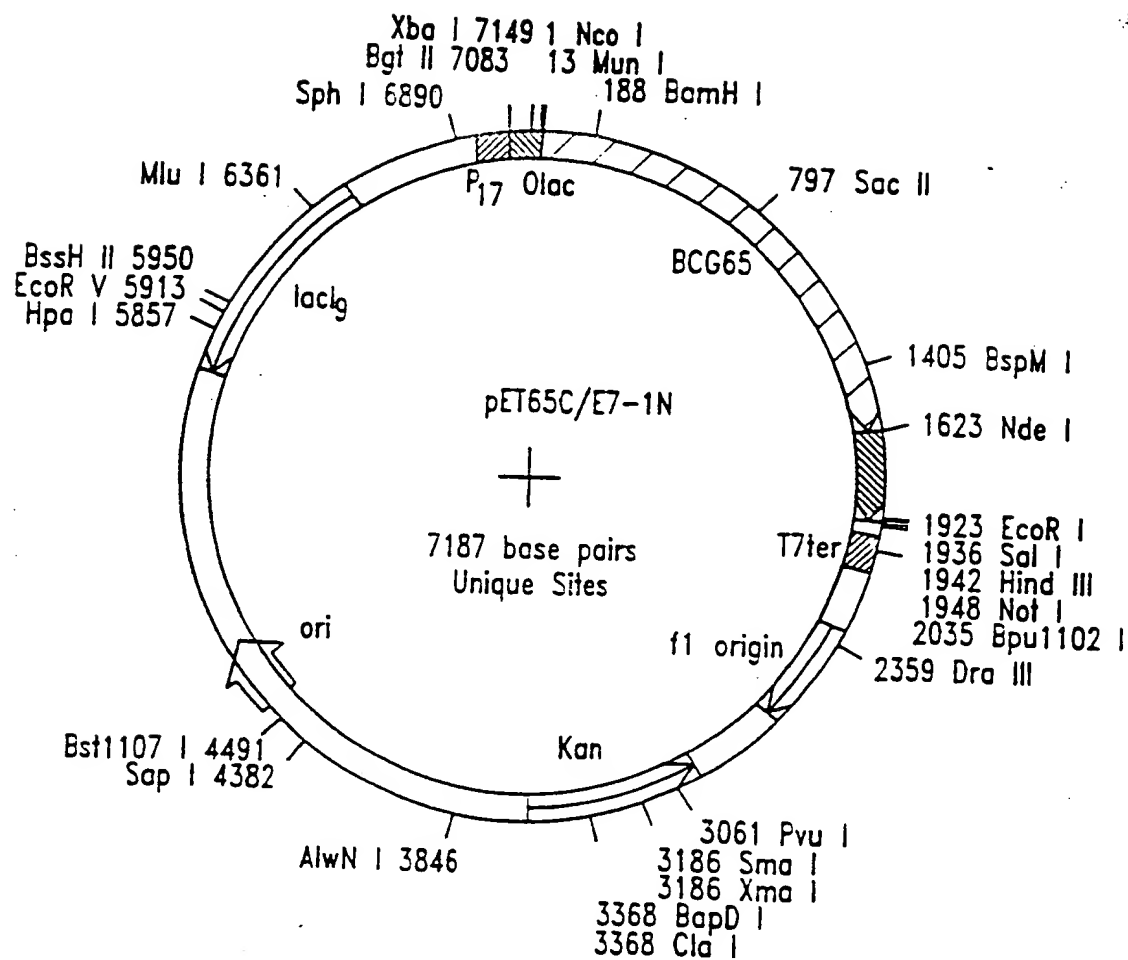 Xba I 7149 1 Nco I
Bgt II 7083 13 Mun I
Sph I 6890 188 BamH I
Mlu I 6361
P17 Olac
797 Sac II
BCG65
BssH II 5950
EcoR V 5913
Hpa I 5857
lacIg
1405 BspM I
pET65C/E7-1N
1623 Nde I
7187 base pairs
Unique Sites
T7ter
1923 EcoR I
1936 Sal I
1942 Hind III
1948 Not I
2035 Bpu1102 I
ori
f1 origin
2359 Dra III
Bst1107 I 4491
Sap I 4382
Kan
AlwN I 3846
3061 Pvu I
3186 Sma I
3186 Xma I
3368 BapD I
3368 Cla I